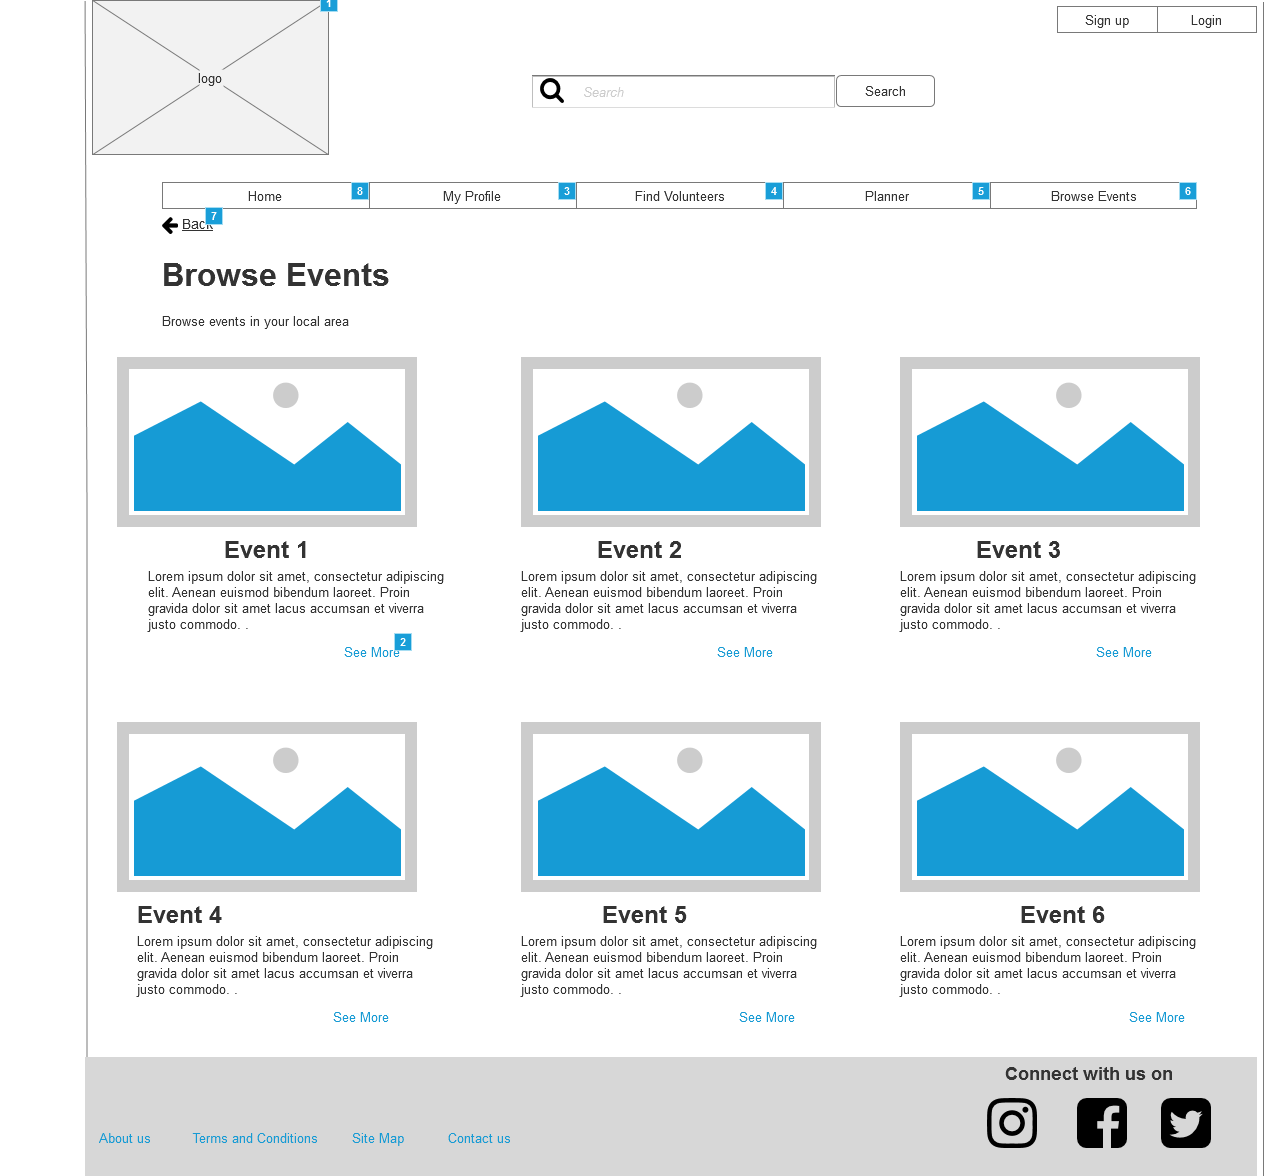 1
Sign up
Login
logo
Search
Search
Home
8
My Profile
3
Find Volunteers
4
Planner
5
Browse Events
6
Back
7
Browse Events
Browse events in your local area
Event 1
Lorem ipsum dolor sit amet, consectetur adipiscing
elit. Aenean euismod bibendum laoreet. Proin
gravida dolor sit amet lacus accumsan et viverra
justo commodo. .
See More
2
Event 2
Lorem ipsum dolor sit amet, consectetur adipiscing
elit. Aenean euismod bibendum laoreet. Proin
gravida dolor sit amet lacus accumsan et viverra
justo commodo. .
See More
Event 3
Lorem ipsum dolor sit amet, consectetur adipiscing
elit. Aenean euismod bibendum laoreet. Proin
gravida dolor sit amet lacus accumsan et viverra
justo commodo. .
See More
Event 4
Lorem ipsum dolor sit amet, consectetur adipiscing
elit. Aenean euismod bibendum laoreet. Proin
gravida dolor sit amet lacus accumsan et viverra
justo commodo. .
See More
Event 5
Lorem ipsum dolor sit amet, consectetur adipiscing
elit. Aenean euismod bibendum laoreet. Proin
gravida dolor sit amet lacus accumsan et viverra
justo commodo. .
See More
Event 6
Lorem ipsum dolor sit amet, consectetur adipiscing
elit. Aenean euismod bibendum laoreet. Proin
gravida dolor sit amet lacus accumsan et viverra
justo commodo. .
See More
Connect with us on
About us
Terms and Conditions
Site Map
Contact us